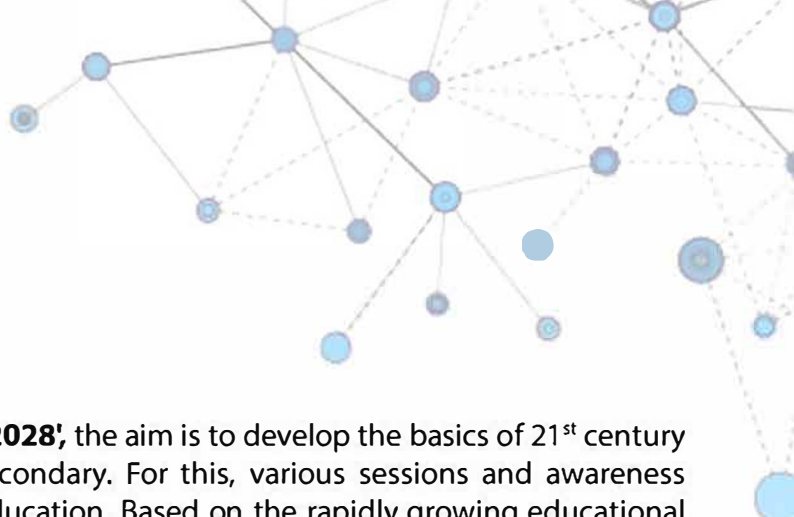 2028', the aim is to develop the basics of 21st century
condary. For this, various sessions and awareness
lucation. Based on the rapidly growing educational